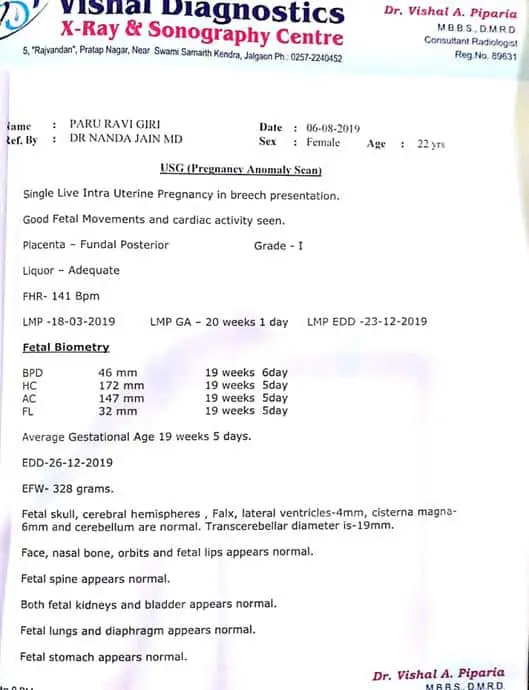 Vishal Diagnostics
X-Ray & Sonography Centre
5, "Rajvandan", Pratap Nagar, Near Swami Samarth Kendra, Jalgaon Ph.: 0257-2240452
Dr. Vishal A. Piparia
M.B.B.S., D.M.R.D
Consultant Radiologist
Reg.No. 89631
Name : PARU RAVI GIRI Date : 06-08-2019
Ref. By : DR NANDA JAIN MD Sex : Female Age : 22 yrs
USG (Pregnancy Anomaly Scan)
Single Live Intra Uterine Pregnancy in breech presentation.
Good Fetal Movements and cardiac activity seen.
Placenta – Fundal Posterior Grade - I
Liquor – Adequate
FHR- 141 Bpm
LMP -18-03-2019 LMP GA – 20 weeks 1 day LMP EDD -23-12-2019
Fetal Biometry
BPD 46 mm 19 weeks 6day
HC 172 mm 19 weeks 5day
AC 147 mm 19 weeks 5day
FL 32 mm 19 weeks 5day
Average Gestational Age 19 weeks 5 days.
EDD-26-12-2019
EFW- 328 grams.
Fetal skull, cerebral hemispheres , Falx, lateral ventricles-4mm, cisterna magna-
6mm and cerebellum are normal. Transcerebellar diameter is-19mm.
Face, nasal bone, orbits and fetal lips appears normal.
Fetal spine appears normal.
Both fetal kidneys and bladder appears normal.
Fetal lungs and diaphragm appears normal.
Fetal stomach appears normal.
Dr. Vishal A. Piparia
M.B.B.S., D.M.R.D.